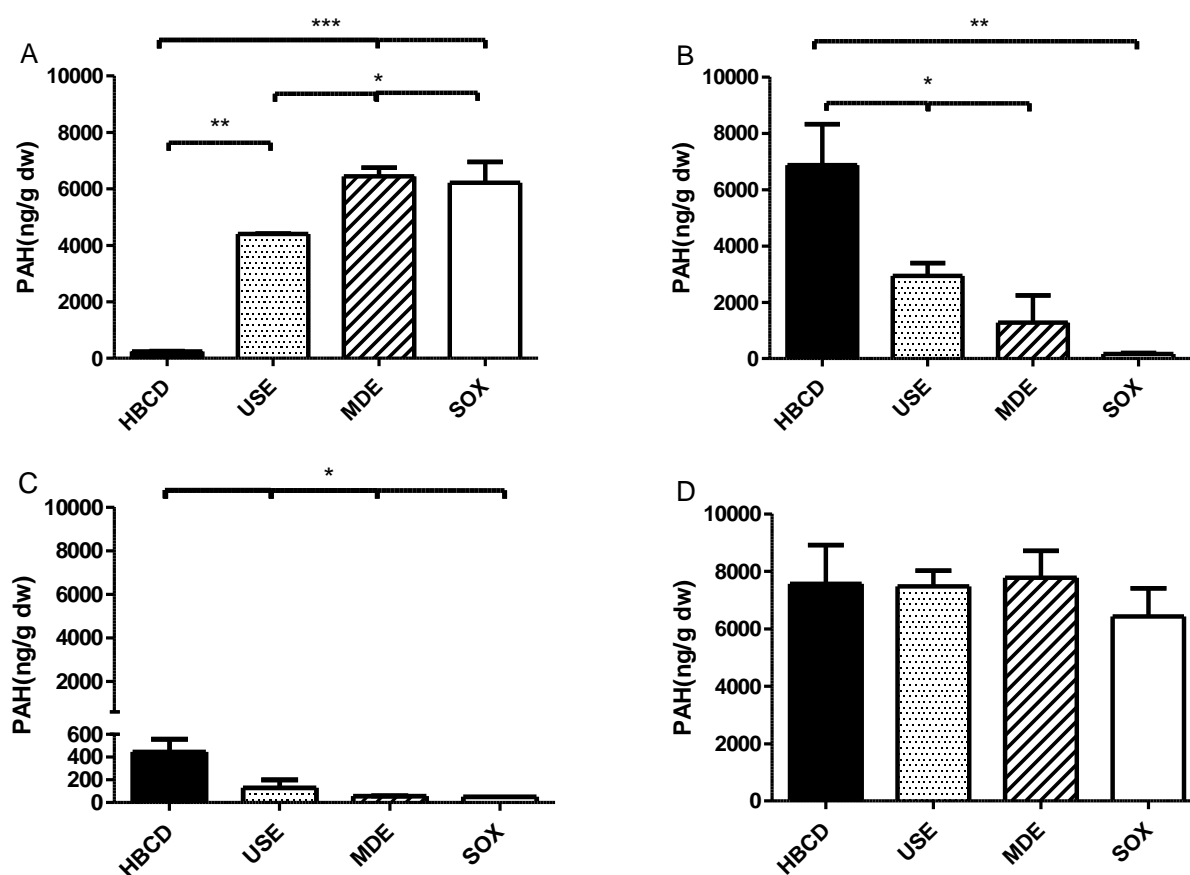 A
***
*
**
PAH(ng/g dw)
10000
8000
6000
4000
2000
0
HBCD
USE
MDE
SOX
B
**
*
PAH(ng/g dw)
10000
8000
6000
4000
2000
0
HBCD
USE
MDE
SOX
C
*
PAH(ng/g dw)
10000
8000
6000
4000
2000
600
400
200
0
HBCD
USE
MDE
SOX
D
PAH(ng/g dw)
10000
8000
6000
4000
2000
0
HBCD
USE
MDE
SOX